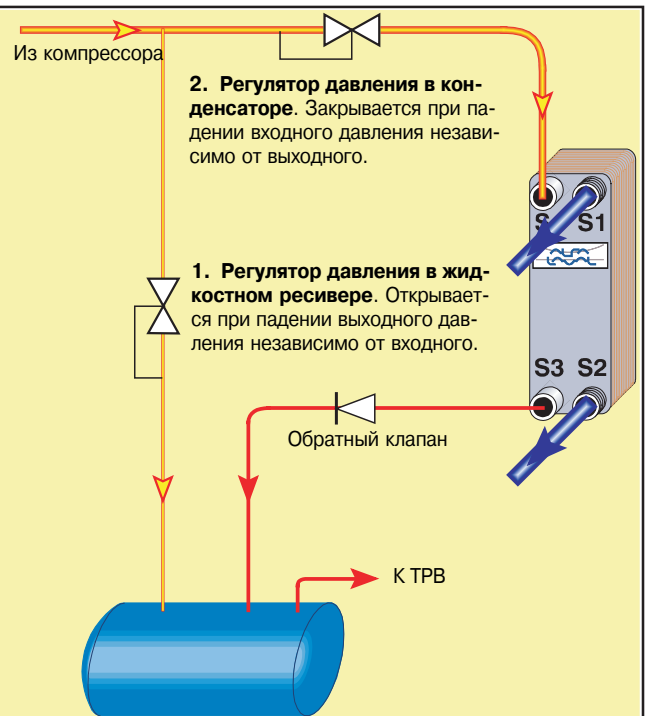 Из компрессора
2. Регулятор давления в кон-
денсаторе. Закрывается при па-
дении входного давления незави-
симо от выходного.
S1
1. Регулятор давления в жид-
костном ресивере. Открывает-
ся при падении выходного дав-
ления независимо от входного.
S3 S2
Обратный клапан
К ТРВ